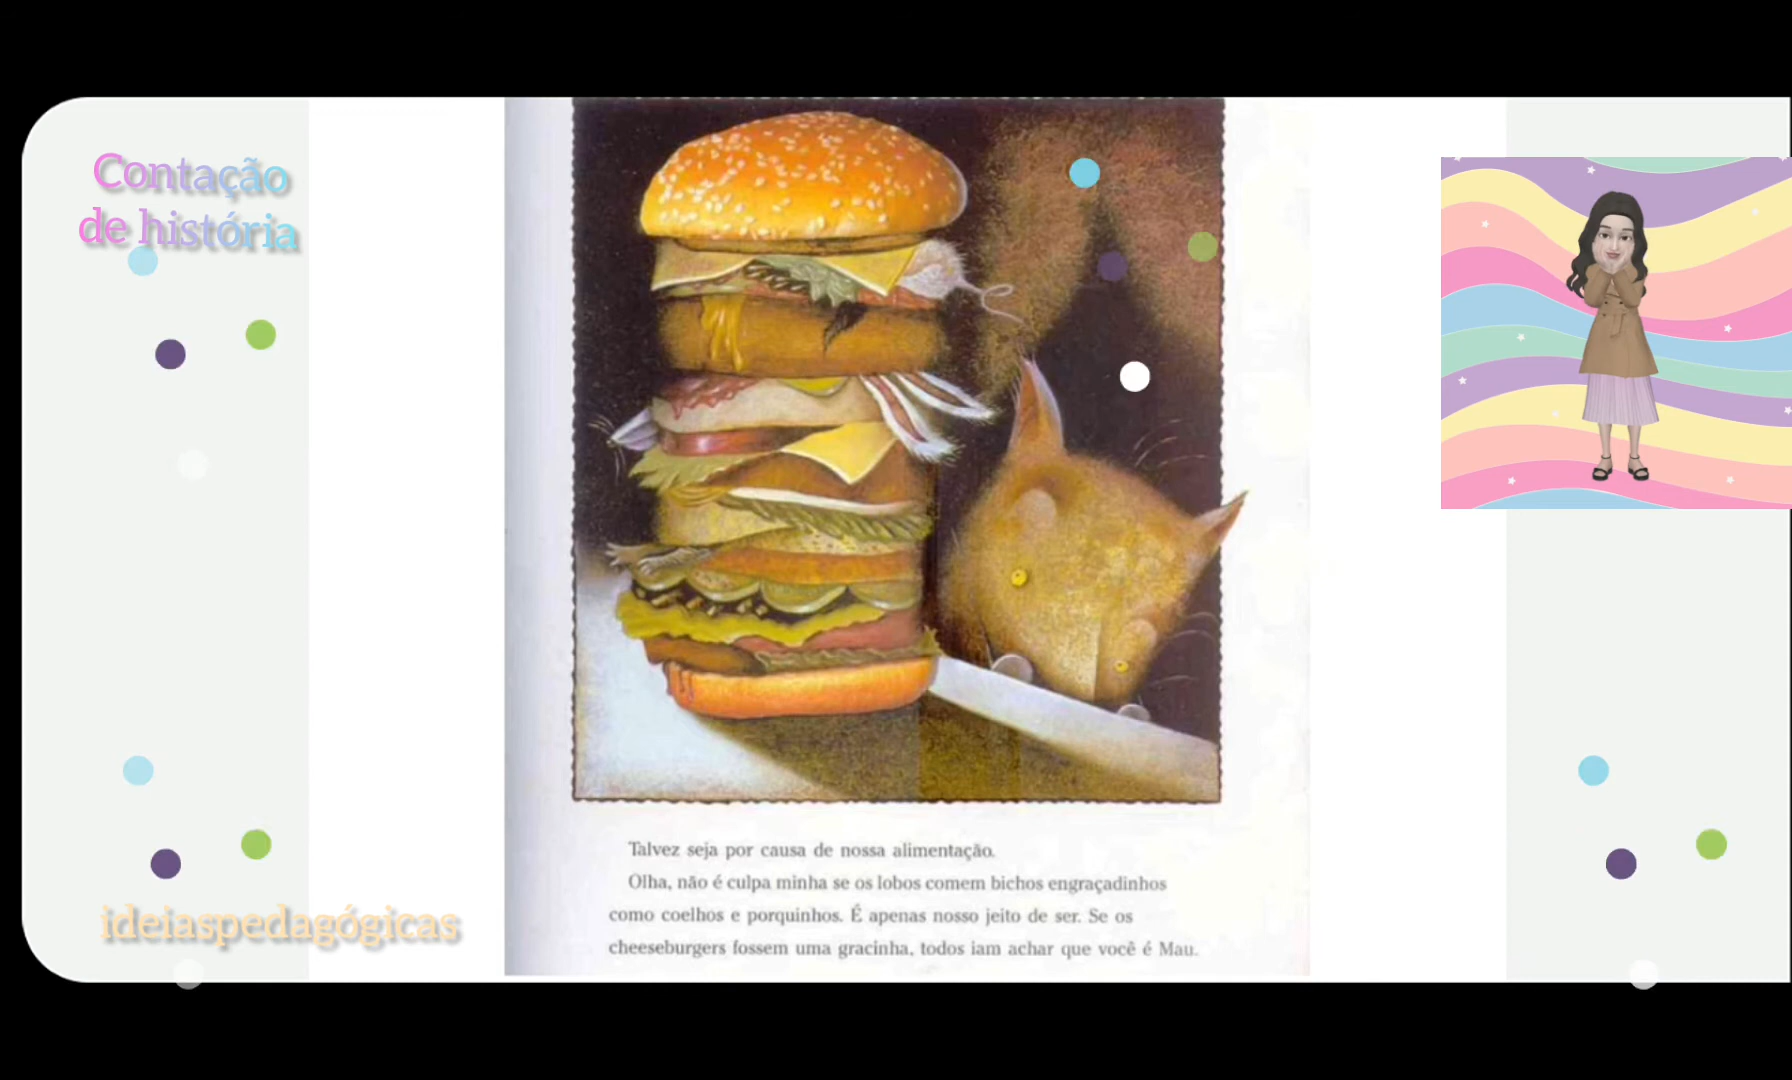 Contação
de história
Talvez seja por causa de nossa alimentação.
Olha, não é culpa minha se os lobos comem bichos engraçadinhos
como coelhos e porquinhos. É apenas nosso jeito de ser. Se os
cheeseburgers fossem uma gracinha, todos iam achar que você é Mau.
ideiaspedagógicas